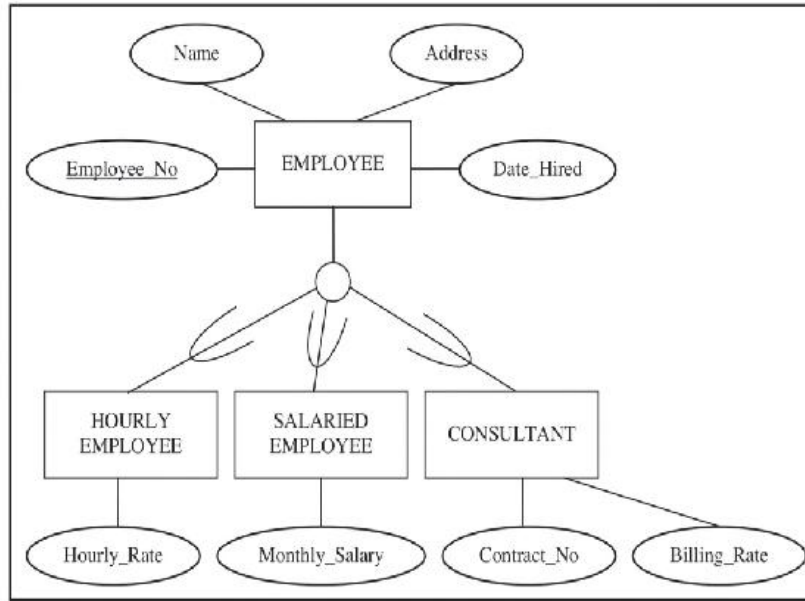 Name
Address
Employee_No
EMPLOYEE
Date_Hired
HOURLY
EMPLOYEE
SALARIED
EMPLOYEE
CONSULTANT
Hourly_Rate
Monthly_Salary
Contract_No
Billing_Rate